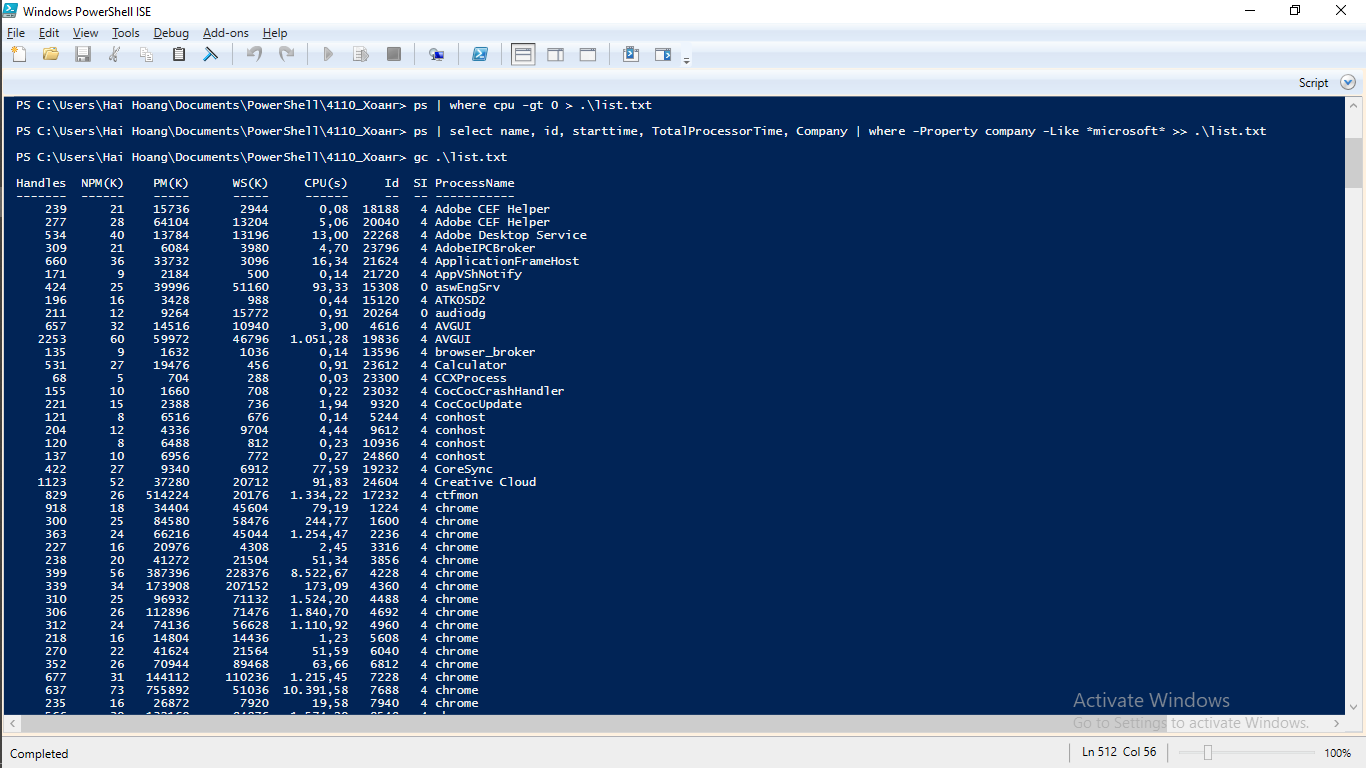 Windows PowerShell ISE
File Edit View Tools Debug Add-ons Help
Script
PS C:\Users\Hai Hoang\Documents\PowerShell\4110_Хоанг> ps | where cpu -gt 0 > .\list.txt
PS C:\Users\Hai Hoang\Documents\PowerShell\4110_Хоанг> ps | select name, id, starttime, TotalProcessorTime, Company | where -Property company -Like *microsoft* >> .\list.txt
PS C:\Users\Hai Hoang\Documents\PowerShell\4110_Хоанг> gc .\list.txt
Handles NPM(K) PM(K) WS(K) CPU(s) Id SI ProcessName
------- ------ ----- ----- ------ -- -- -----------
239 21 15736 2944 0,08 18188 4 Adobe CEF Helper
277 28 64104 13204 5,06 20040 4 Adobe CEF Helper
534 40 13784 13196 13,00 22268 4 Adobe Desktop Service
309 21 6084 3980 4,70 23796 4 AdobeIPCBroker
660 36 33732 3096 16,34 21624 4 ApplicationFrameHost
171 9 2184 500 0,14 21720 4 AppVShNotify
424 25 39996 51160 93,33 15308 0 aswEngSrv
196 16 3428 988 0,44 15120 4 ATKOSD2
211 12 9264 15772 0,91 20264 0 audiodg
657 32 14516 10940 3,00 4616 4 AVGUI
2253 60 59972 46796 1.051,28 19836 4 AVGUI
135 9 1632 1036 0,14 13596 4 browser_broker
531 27 19476 456 0,91 23612 4 Calculator
68 5 704 288 0,03 23300 4 CCXProcess
155 10 1660 708 0,22 23032 4 CocCocCrashHandler
221 15 2388 736 1,94 9320 4 CocCocUpdate
121 8 6516 676 0,14 5244 4 conhost
204 12 4336 9704 4,44 9612 4 conhost
120 8 6488 812 0,23 10936 4 conhost
137 10 6956 772 0,27 24860 4 conhost
422 27 9340 6912 77,59 19232 4 CoreSync
1123 52 37280 20712 91,83 24604 4 Creative Cloud
829 26 514224 20176 1.334,22 17232 4 ctfmon
918 18 34404 45604 79,19 1224 4 chrome
300 25 84580 58476 244,77 1600 4 chrome
363 24 66216 45044 1.254,47 2236 4 chrome
227 16 20976 4308 2,45 3316 4 chrome
238 20 41272 21504 51,34 3856 4 chrome
399 56 387396 228376 8.522,67 4228 4 chrome
339 34 173908 207152 173,09 4360 4 chrome
310 25 96932 71132 1.524,20 4488 4 chrome
306 26 112896 71476 1.840,70 4692 4 chrome
312 24 74136 56628 1.110,92 4960 4 chrome
218 16 14804 14436 1,23 5608 4 chrome
270 22 41624 21564 51,59 6040 4 chrome
352 26 70944 89468 63,66 6812 4 chrome
677 31 144112 110236 1.215,45 7228 4 chrome
637 73 755892 51036 10.391,58 7688 4 chrome
235 16 26872 7920 19,58 7940 4 chrome
Activate Windows
Go to Settings to activate Windows.
Completed
Ln 512 Col 56
100%